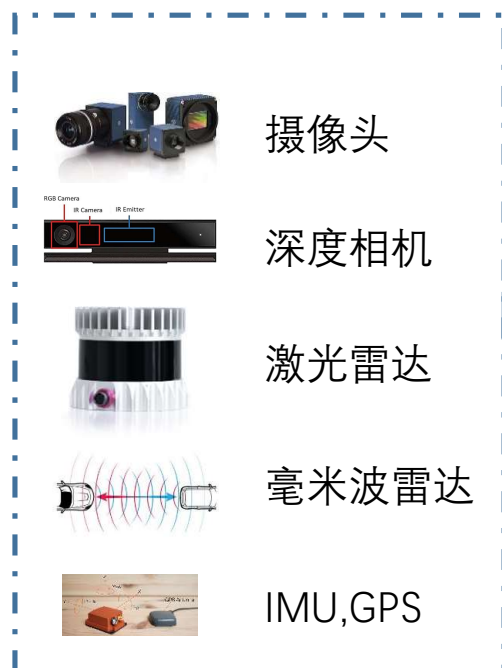 摄像头
RGB Camera
IR Camera
IR Emitter
深度相机
激光雷达
毫米波雷达
IMU,GPS